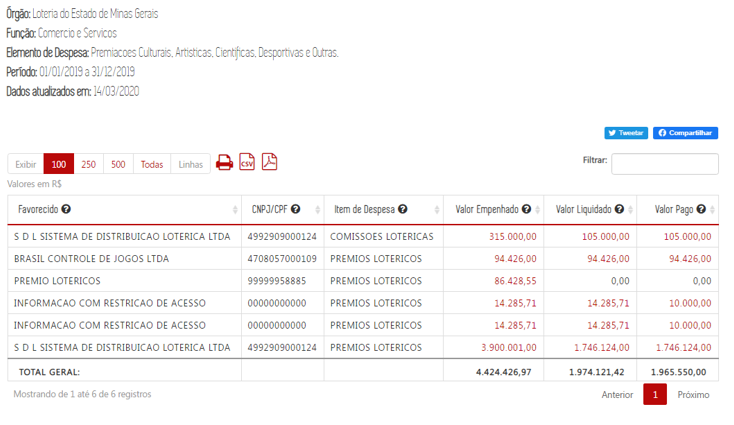 Órgão: Loteria do Estado de Minas Gerais
Função: Comercio e Servicos
Elemento de Despesa: Premiacoes Culturais, Artisticas, Cientificas, Desportivas e Outras.
Período: 01/01/2019 a 31/12/2019
Dados atualizados em: 14/03/2020
Tweetar Compartilhar
Exibir 100 250 500 Todas Linhas CSV Filtrar:
Valores em R$
Favorecido ? CNPJ/CPF ? Item de Despesa ? Valor Empenhado ? Valor Liquidado ? Valor Pago ?
S D L SISTEMA DE DISTRIBUICAO LOTERICA LTDA 4992909000124 COMISSOES LOTERICAS 315.000,00 105.000,00 105.000,00
BRASIL CONTROLE DE JOGOS LTDA 4708057000109 PREMIOS LOTERICOS 94.426,00 94.426,00 94.426,00
PREMIO LOTERICOS 99999958885 PREMIOS LOTERICOS 86.428,55 0,00 0,00
INFORMACAO COM RESTRICAO DE ACESSO 00000000000 PREMIOS LOTERICOS 14.285,71 14.285,71 10.000,00
INFORMACAO COM RESTRICAO DE ACESSO 00000000000 PREMIOS LOTERICOS 14.285,71 14.285,71 10.000,00
S D L SISTEMA DE DISTRIBUICAO LOTERICA LTDA 4992909000124 PREMIOS LOTERICOS 3.900.001,00 1.746.124,00 1.746.124,00
TOTAL GERAL: 4.424.426,97 1.974.121,42 1.965.550,00
Mostrando de 1 até 6 de 6 registros Anterior 1 Próximo